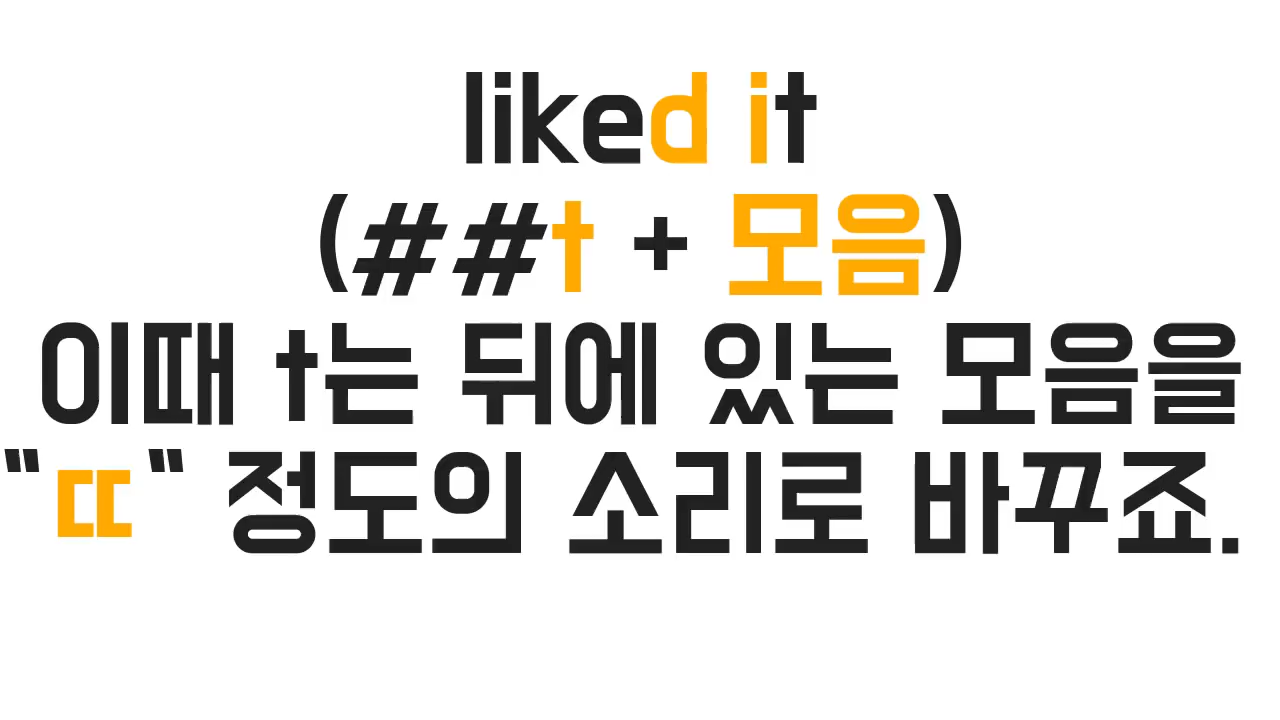 liked it
(##t + 모음)
이때 t는 뒤에 있는 모음을
"ㄸ" 정도의 소리로 바꾸죠.